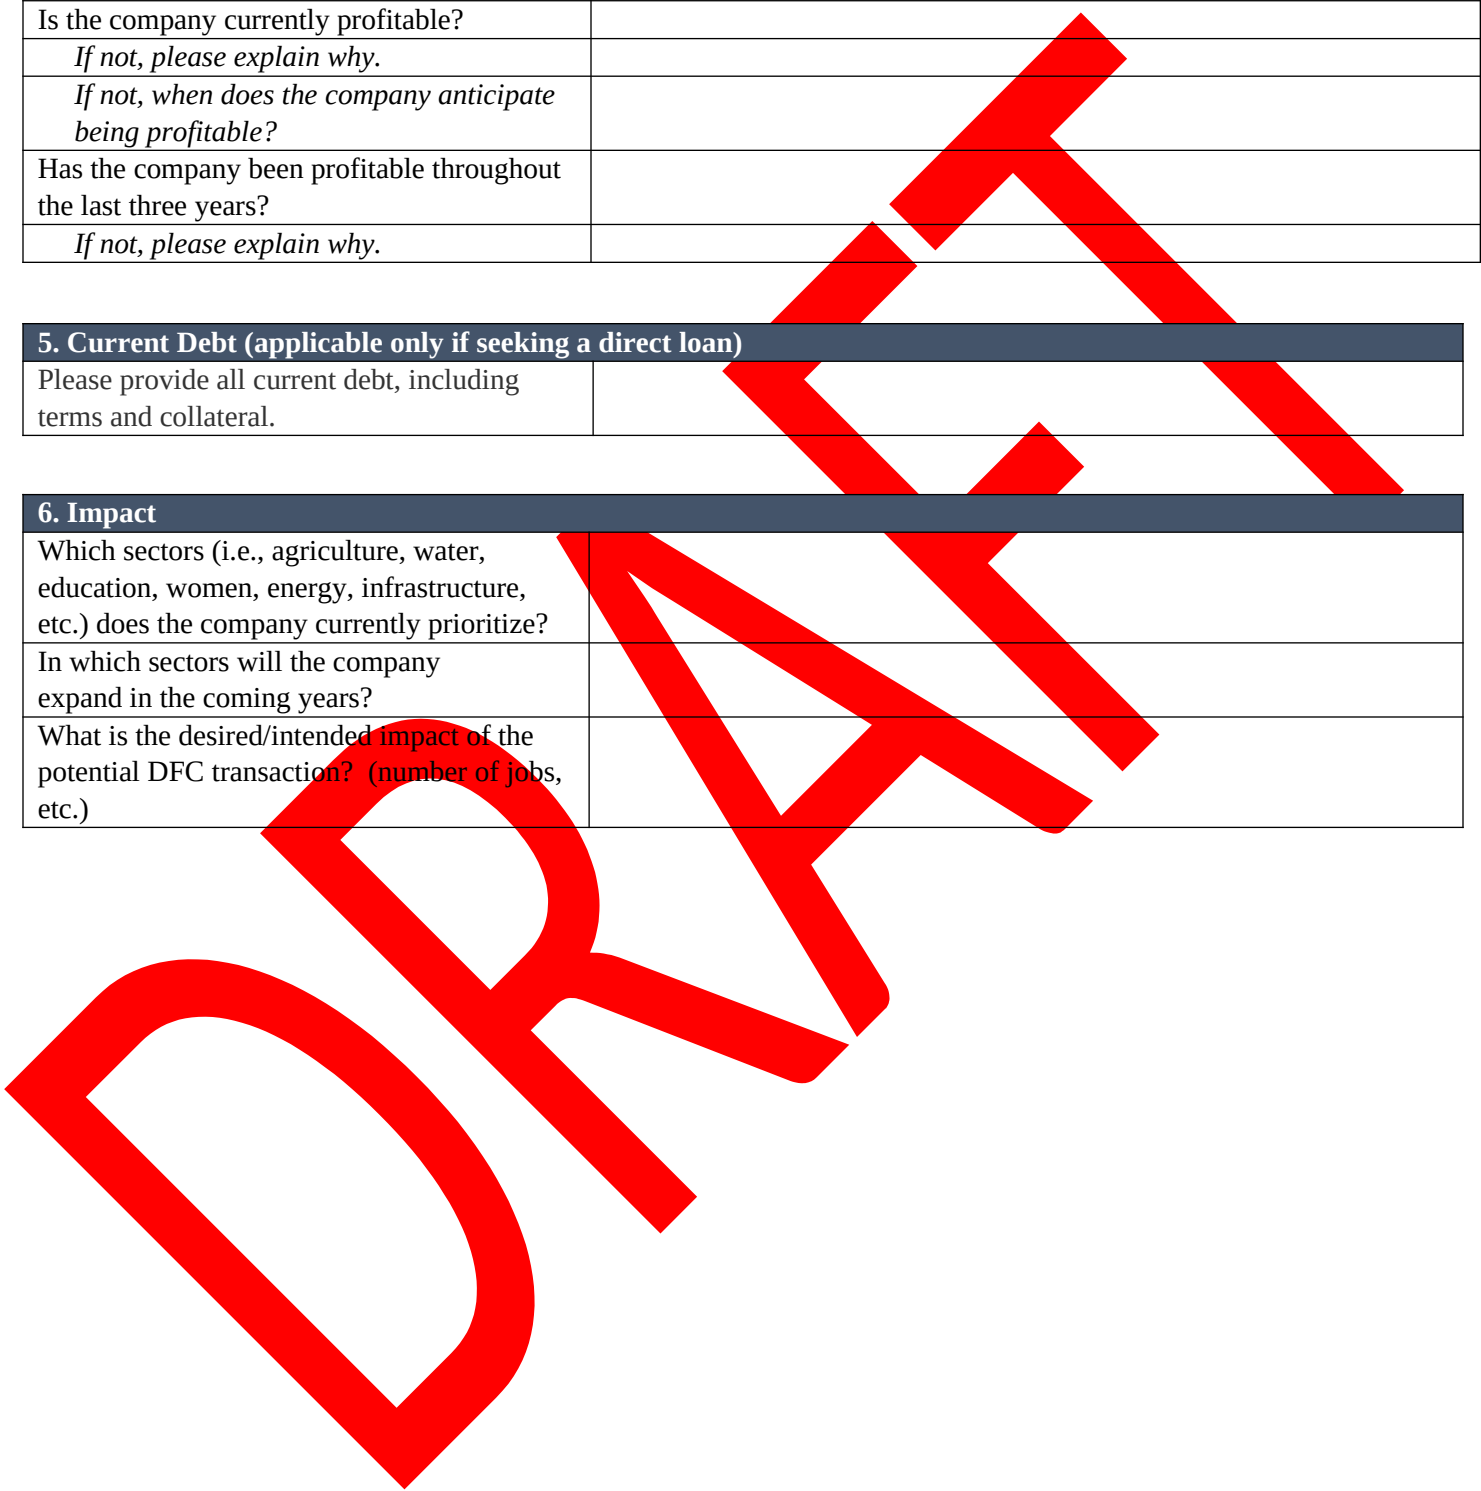 Is the company currently profitable?
If not, please explain why.
If not, when does the company anticipate
being profitable?
Has the company been profitable throughout
the last three years?
If not, please explain why.
5. Current Debt (applicable only if seeking a direct loan)
Please provide all current debt, including
terms and collateral.
6. Impact
Which sectors (i.e., agriculture, water,
education, women, energy, infrastructure,
etc.) does the company currently prioritize?
In which sectors will the company
expand in the coming years?
What is the desired/intended impact of the
potential DFC transaction?  (number of jobs,
etc.)
DRAFT